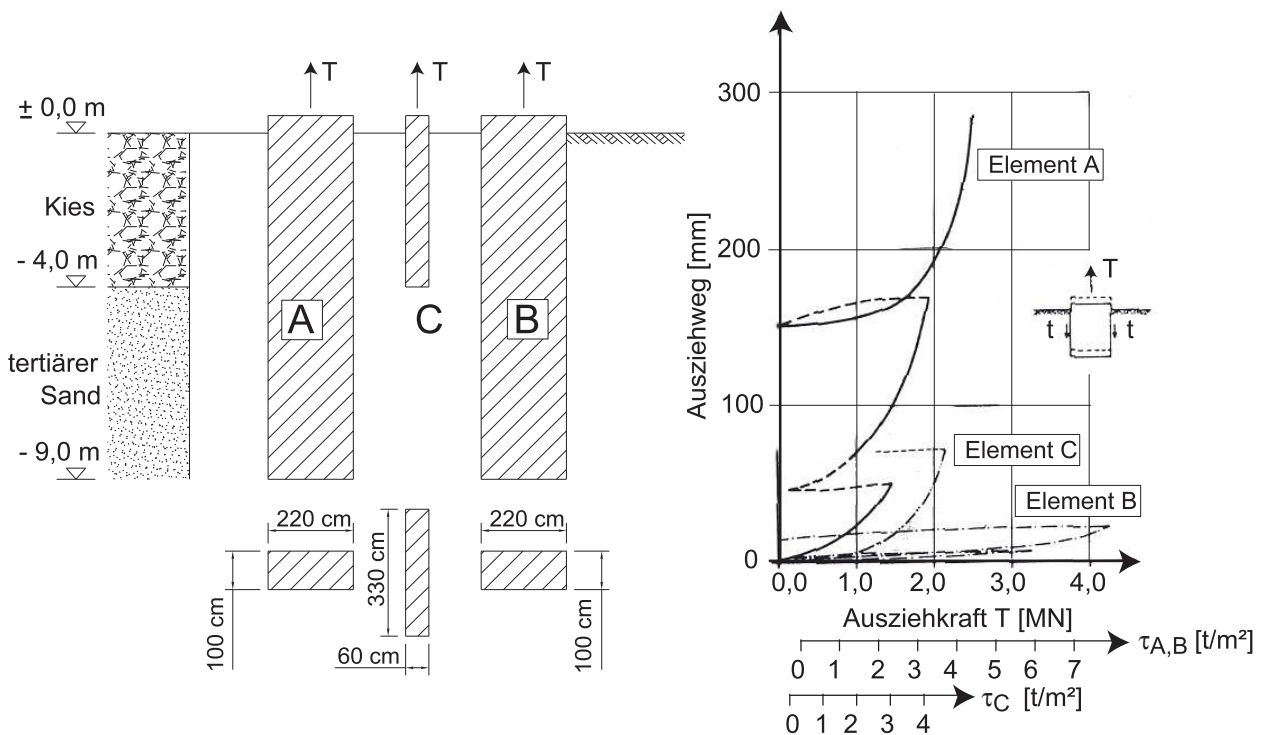 ± 0,0 m
Kies
- 4,0 m
tertiärer
Sand
- 9,0 m
T
T
T
A
C
B
220 cm
100 cm
330 cm
60 cm
220 cm
100 cm
Ausziehweg [mm]
300
200
100
0
Element A
Element C
Element B
T
t
t
0,0
1,0
2,0
3,0
4,0
Ausziehkraft T [MN]
τA,B [t/m²]
0 1 2 3 4 5 6 7
τC [t/m²]
0 1 2 3 4